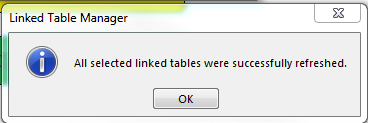 Linked Table Manager
All selected linked tables were successfully refreshed.
OK